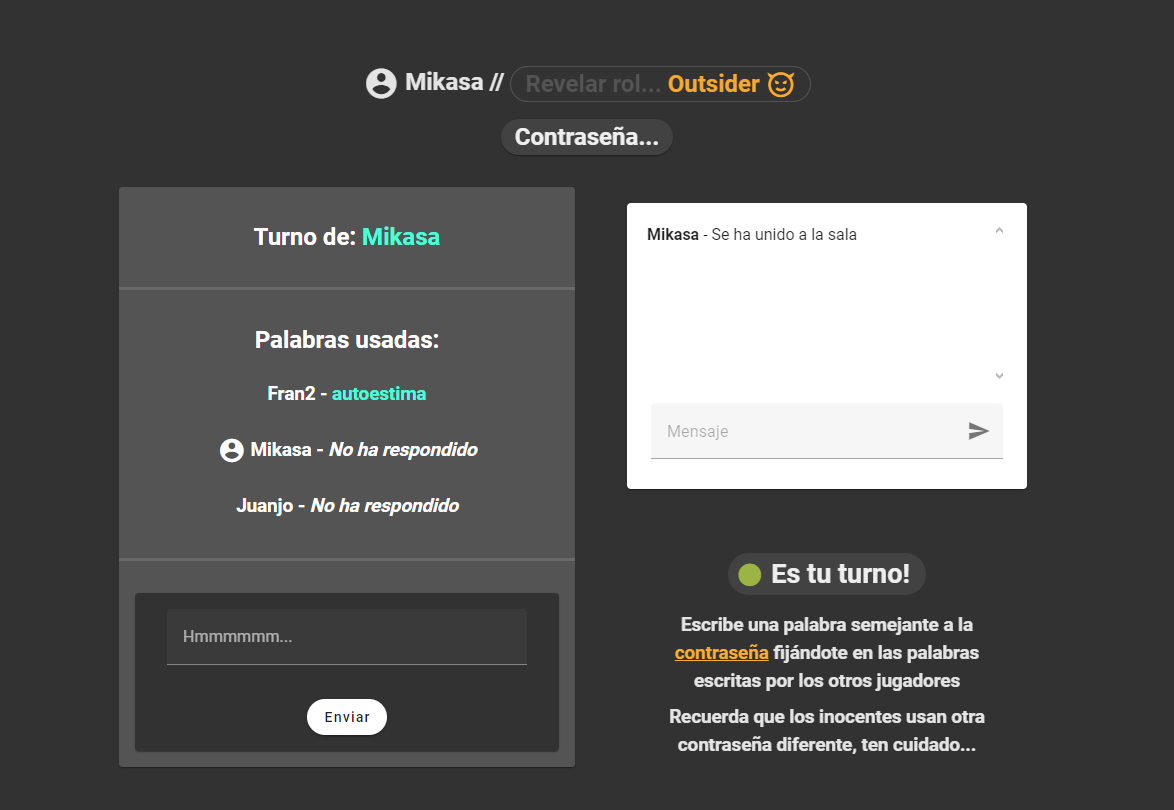 Mikasa // Revelar rol... Outsider
Contraseña...
Turno de: Mikasa
Palabras usadas:
Fran2 - autoestima
Mikasa - No ha respondido
Juanjo - No ha respondido
Hmmmmmm...
Enviar
Mikasa - Se ha unido a la sala
Mensaje
Es tu turno!
Escribe una palabra semejante a la
contraseña fijándote en las palabras
escritas por los otros jugadores
Recuerda que los inocentes usan otra
contraseña diferente, ten cuidado...